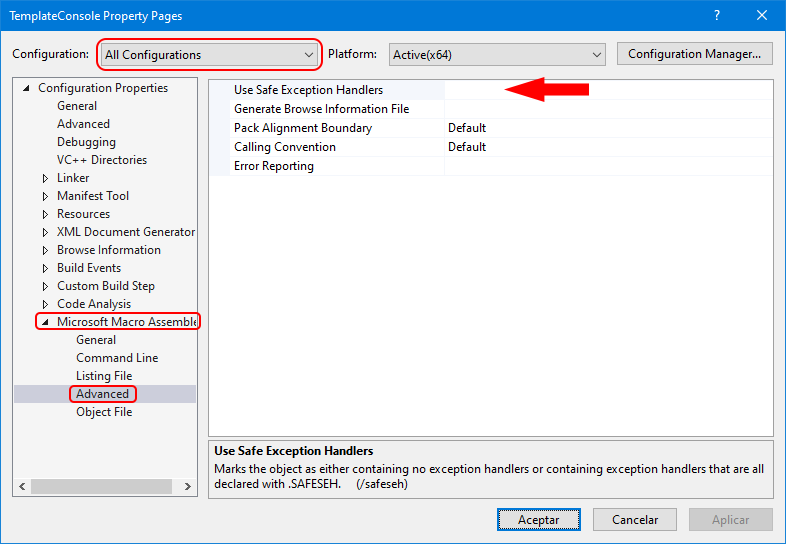 TemplateConsole Property Pages
?
Configuration: All Configurations Platform: Active(x64) Configuration Manager...
Configuration Properties
General
Advanced
Debugging
VC++ Directories
Linker
Manifest Tool
Resources
XML Document Generator
Browse Information
Build Events
Custom Build Step
Code Analysis
Microsoft Macro Assemble
General
Command Line
Listing File
Advanced
Object File
Use Safe Exception Handlers
Generate Browse Information File
Pack Alignment Boundary Default
Calling Convention Default
Error Reporting
Use Safe Exception Handlers
Marks the object as either containing no exception handlers or containing exception handlers that are all
declared with .SAFESEH. (/safeseh)
Aceptar Cancelar Aplicar